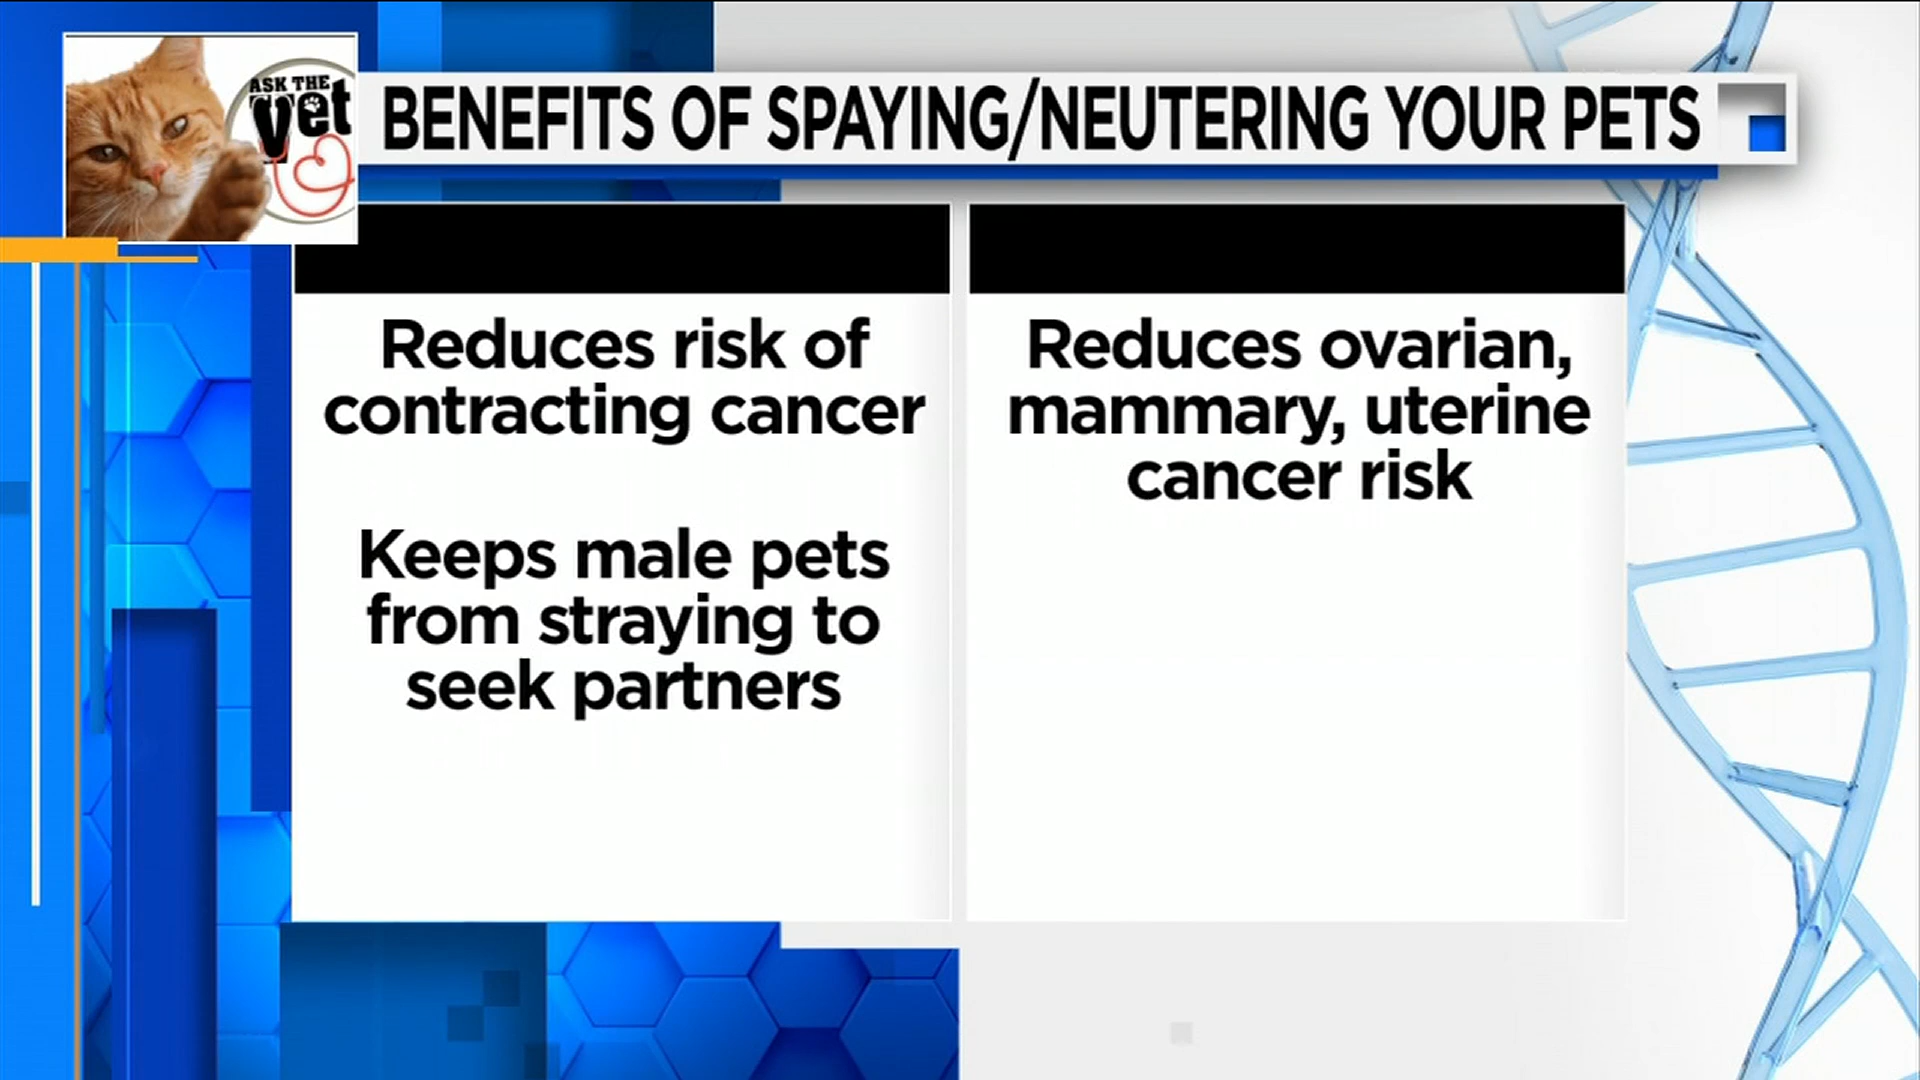 ASK THE
vet
BENEFITS OF SPAYING/NEUTERING YOUR PETS
Reduces risk of
contracting cancer
Keeps male pets
from straying to
seek partners
Reduces ovarian,
mammary, uterine
cancer risk